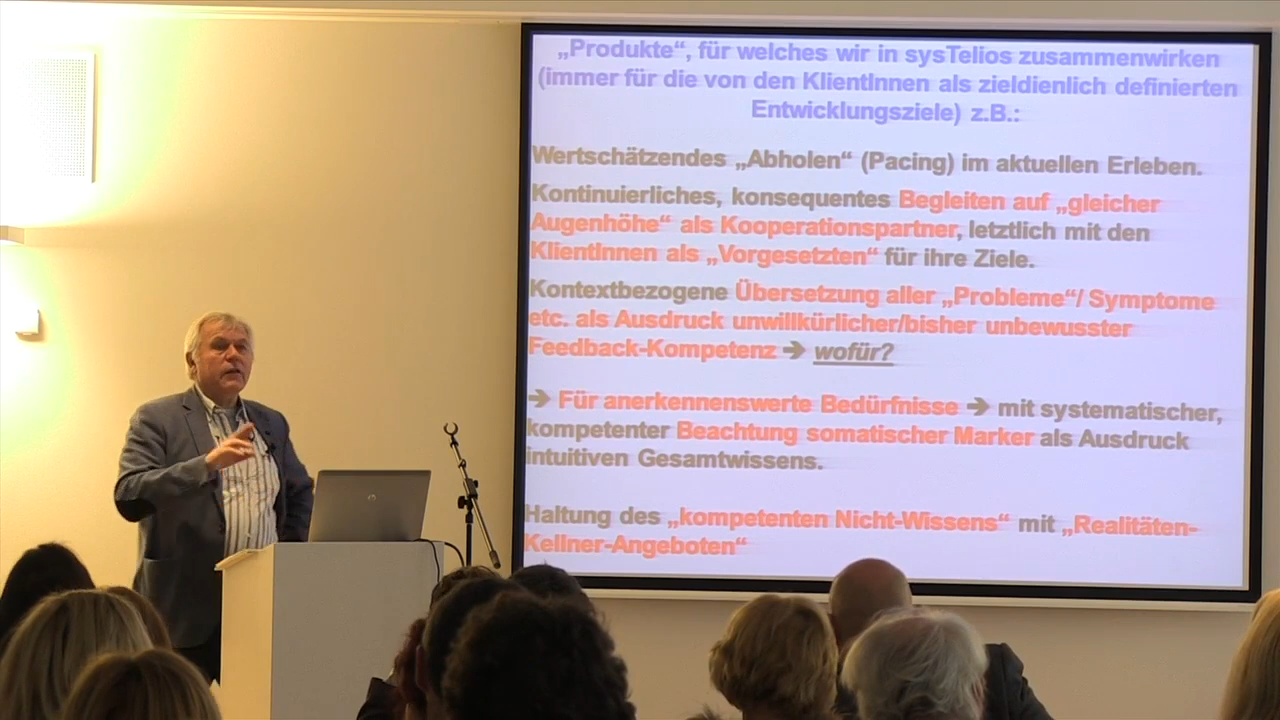 „Produkte“, für welches wir in sysTelios zusammenwirken
(immer für die von den KlientInnen als zieldienlich definierten
Entwicklungsziele) z.B.:
Wertschätzendes „Abholen“ (Pacing) im aktuellen Erleben.
Kontinuierliches, konsequentes Begleiten auf „gleicher
Augenhöhe“ als Kooperationspartner, letztlich mit den
KlientInnen als „Vorgesetzten“ für ihre Ziele.
Kontextbezogene Übersetzung aller „Probleme“/ Symptome
etc. als Ausdruck unwillkürlicher/bisher unbewusster
Feedback-Kompetenz ➔ wofür?
➔ Für anerkennenswerte Bedürfnisse ➔ mit systematischer,
kompetenter Beachtung somatischer Marker als Ausdruck
intuitiven Gesamtwissens.
Haltung des „kompetenten Nicht-Wissens“ mit „Realitäten-
Kellner-Angeboten“
hp